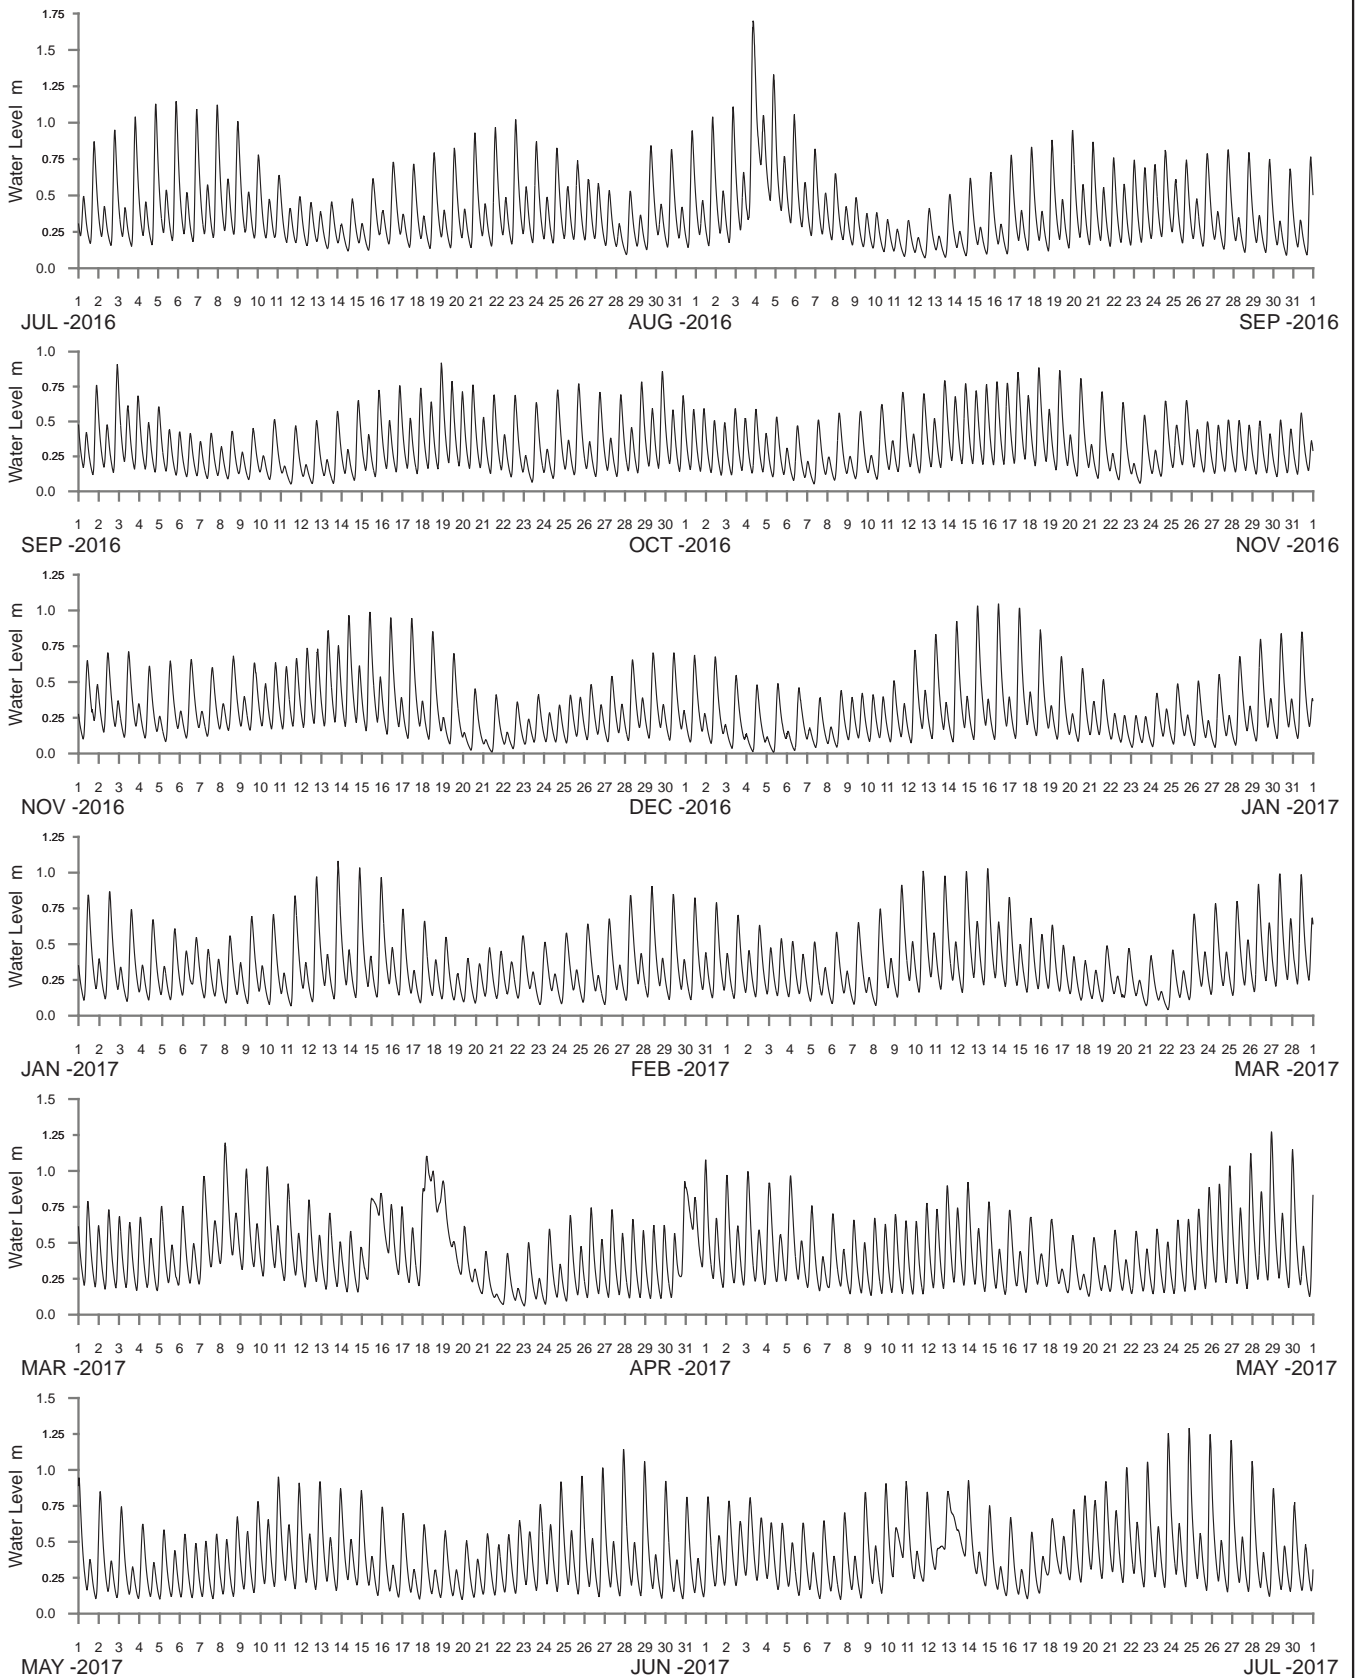 1.75
1.5
1.25
1.0
0.75
0.5
0.25
0.0
Water Level m
1 2 3 4 5 6 7 8 9 10 11 12 13 14 15 16 17 18 19 20 21 22 23 24 25 26 27 28 29 30 31 1 2 3 4 5 6 7 8 9 10 11 12 13 14 15 16 17 18 19 20 21 22 23 24 25 26 27 28 29 30 31 1
JUL -2016 AUG -2016 SEP -2016
1.0
0.75
0.5
0.25
0.0
Water Level m
1 2 3 4 5 6 7 8 9 10 11 12 13 14 15 16 17 18 19 20 21 22 23 24 25 26 27 28 29 30 1 2 3 4 5 6 7 8 9 10 11 12 13 14 15 16 17 18 19 20 21 22 23 24 25 26 27 28 29 30 31 1
SEP -2016 OCT -2016 NOV -2016
1.25
1.0
0.75
0.5
0.25
0.0
Water Level m
1 2 3 4 5 6 7 8 9 10 11 12 13 14 15 16 17 18 19 20 21 22 23 24 25 26 27 28 29 30 1 2 3 4 5 6 7 8 9 10 11 12 13 14 15 16 17 18 19 20 21 22 23 24 25 26 27 28 29 30 31 1
NOV -2016 DEC -2016 JAN -2017
1.25
1.0
0.75
0.5
0.25
0.0
Water Level m
1 2 3 4 5 6 7 8 9 10 11 12 13 14 15 16 17 18 19 20 21 22 23 24 25 26 27 28 29 30 31 1 2 3 4 5 6 7 8 9 10 11 12 13 14 15 16 17 18 19 20 21 22 23 24 25 26 27 28 1
JAN -2017 FEB -2017 MAR -2017
1.5
1.25
1.0
0.75
0.5
0.25
0.0
Water Level m
1 2 3 4 5 6 7 8 9 10 11 12 13 14 15 16 17 18 19 20 21 22 23 24 25 26 27 28 29 30 31 1 2 3 4 5 6 7 8 9 10 11 12 13 14 15 16 17 18 19 20 21 22 23 24 25 26 27 28 29 30 1
MAR -2017 APR -2017 MAY -2017
1.5
1.25
1.0
0.75
0.5
0.25
0.0
Water Level m
1 2 3 4 5 6 7 8 9 10 11 12 13 14 15 16 17 18 19 20 21 22 23 24 25 26 27 28 29 30 31 1 2 3 4 5 6 7 8 9 10 11 12 13 14 15 16 17 18 19 20 21 22 23 24 25 26 27 28 29 30 1
MAY -2017 JUN -2017 JUL -2017